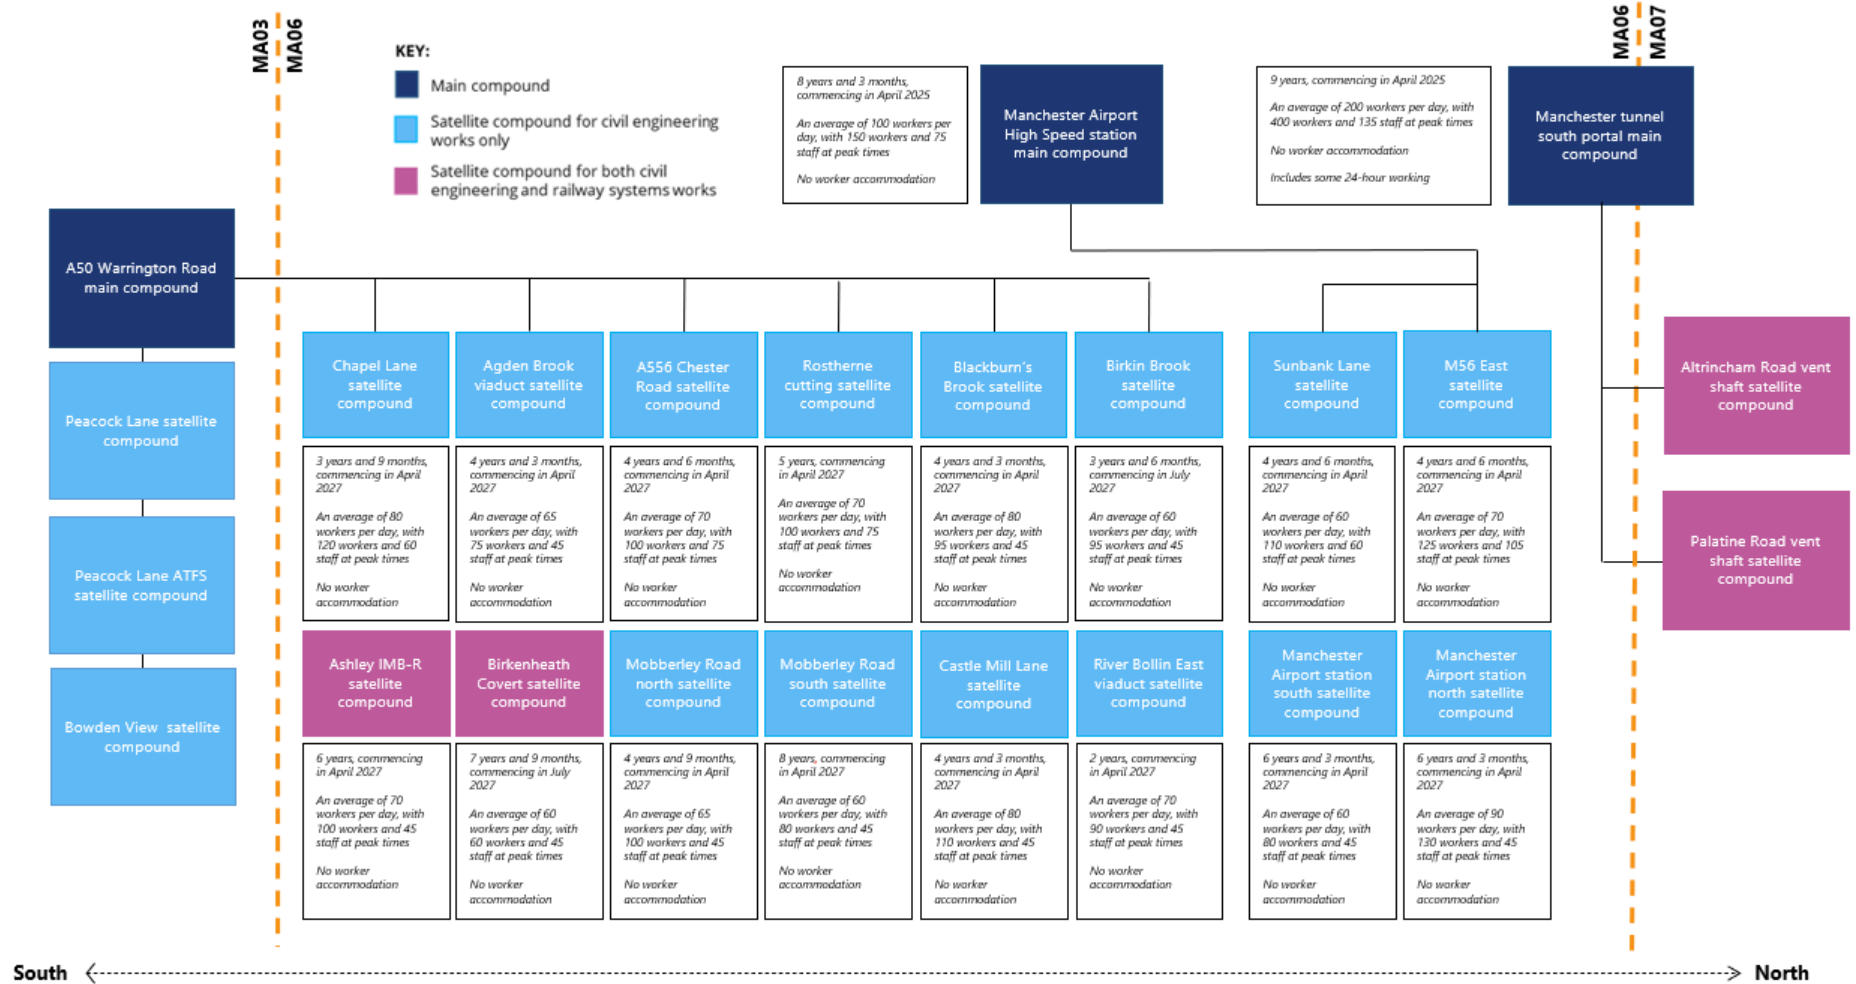 MA03
MA06
MA06
MA07
KEY:
Main compound
Satellite compound for civil engineering
works only
Satellite compound for both civil
engineering and railway systems works
8 years and 3 months,
commencing in April 2025
An average of 100 workers per
day, with 150 workers and 75
staff at peak times
No worker accommodation
Manchester Airport
High Speed station
main compound
9 years, commencing in April 2025
An average of 200 workers per day, with
400 workers and 135 staff at peak times
No worker accommodation
Includes some 24-hour working
Manchester tunnel
south portal main
compound
A50 Warrington Road
main compound
Peacock Lane satellite
compound
Peacock Lane ATFS
satellite compound
Bowden View satellite
compound
Chapel Lane
satellite
compound
Agden Brook
viaduct satellite
compound
A556 Chester
Road satellite
compound
Rostherne
cutting satellite
compound
Blackburn's
Brook satellite
compound
Birkin Brook
satellite
compound
Sunbank Lane
satellite
compound
M56 East
satellite
compound
Altrincham Road vent
shaft satellite
compound
Palatine Road vent
shaft satellite
compound
3 years and 9 months,
commencing in April
2027
An average of 80
workers per day, with
120 workers and 60
staff at peak times
No worker
accommodation
4 years and 3 months,
commencing in April
2027
An average of 65
workers per day, with
75 workers and 45
staff at peak times
No worker
accommodation
4 years and 6 months,
commencing in April
2027
An average of 70
workers per day, with
100 workers and 75
staff at peak times
No worker
accommodation
5 years, commencing
in April 2027
An average of 70
workers per day, with
100 workers and 75
staff at peak times
No worker
accommodation
4 years and 3 months,
commencing in April
2027
An average of 80
workers per day, with
95 workers and 45
staff at peak times
No worker
accommodation
3 years and 6 months,
commencing in July
2027
An average of 60
workers per day, with
95 workers and 45
staff at peak times
No worker
accommodation
4 years and 6 months,
commencing in April
2027
An average of 60
workers per day, with
110 workers and 60
staff at peak times
No worker
accommodation
4 years and 6 months,
commencing in April
2027
An average of 70
workers per day, with
125 workers and 105
staff at peak times
No worker
accommodation
Ashley IMB-R
satellite
compound
Birkenheath
Covert satellite
compound
Mobberley Road
north satellite
compound
Mobberley Road
south satellite
compound
Castle Mill Lane
satellite
compound
River Bollin East
viaduct satellite
compound
Manchester
Airport station
south satellite
compound
Manchester
Airport station
north satellite
compound
6 years, commencing
in April 2027
An average of 70
workers per day, with
100 workers and 45
staff at peak times
No worker
accommodation
7 years and 9 months,
commencing in July
2027
An average of 60
workers per day, with
60 workers and 45
staff at peak times
No worker
accommodation
4 years and 9 months,
commencing in April
2027
An average of 65
workers per day, with
100 workers and 45
staff at peak times
No worker
accommodation
8 years, commencing
in April 2027
An average of 60
workers per day, with
80 workers and 45
staff at peak times
No worker
accommodation
4 years and 3 months,
commencing in April
2027
An average of 80
workers per day, with
110 workers and 45
staff at peak times
No worker
accommodation
2 years, commencing
in April 2027
An average of 70
workers per day, with
90 workers and 45
staff at peak times
No worker
accommodation
6 years and 3 months,
commencing in April
2027
An average of 60
workers per day, with
80 workers and 45
staff at peak times
No worker
accommodation
6 years and 3 months,
commencing in April
2027
An average of 90
workers per day, with
130 workers and 45
staff at peak times
No worker
accommodation
South
North